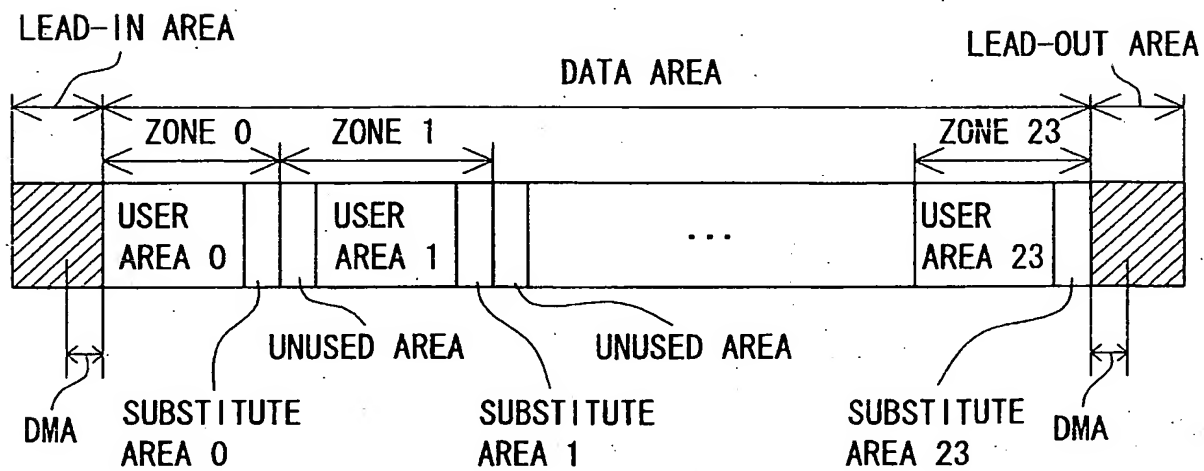 LEAD-IN AREA
LEAD-OUT AREA
DATA AREA
ZONE 0
ZONE 1
ZONE 23
USER
AREA 0
USER
AREA 1
...
USER
AREA 23
UNUSED AREA
UNUSED AREA
DMA
SUBSTITUTE
AREA 0
SUBSTITUTE
AREA 1
SUBSTITUTE
AREA 23
DMA